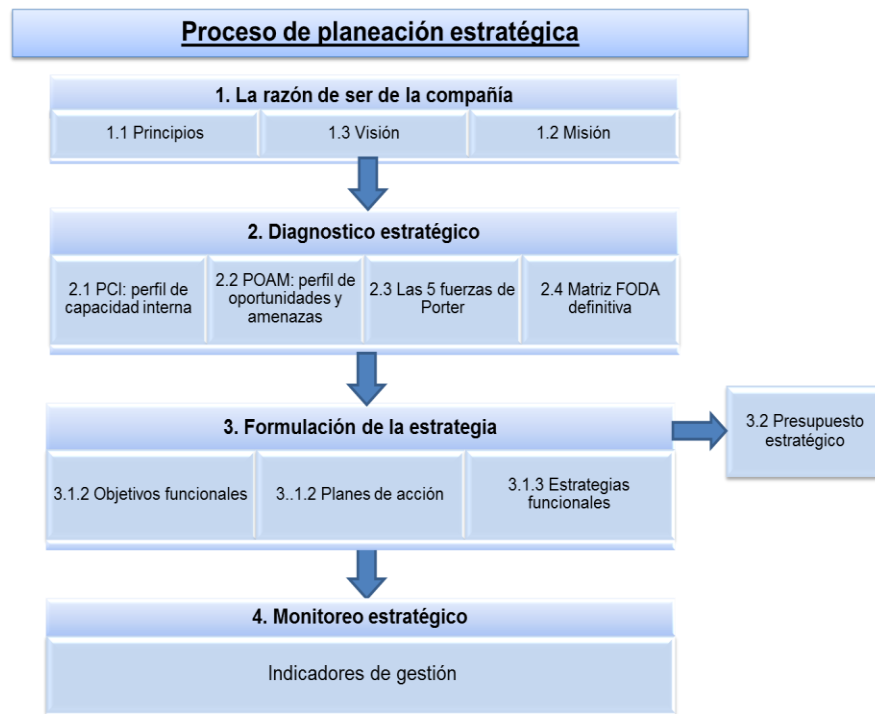 Proceso de planeación estratégica
1. La razón de ser de la compañía
1.1 Principios
1.3 Visión
1.2 Misión
2. Diagnostico estratégico
2.1 PCI: perfil de
capacidad interna
2.2 POAM: perfil de
oportunidades y
amenazas
2.3 Las 5 fuerzas de
Porter
2.4 Matriz FODA
definitiva
3. Formulación de la estrategia
3.2 Presupuesto
estratégico
3.1.2 Objetivos funcionales
3..1.2 Planes de acción
3.1.3 Estrategias
funcionales
4. Monitoreo estratégico
Indicadores de gestión